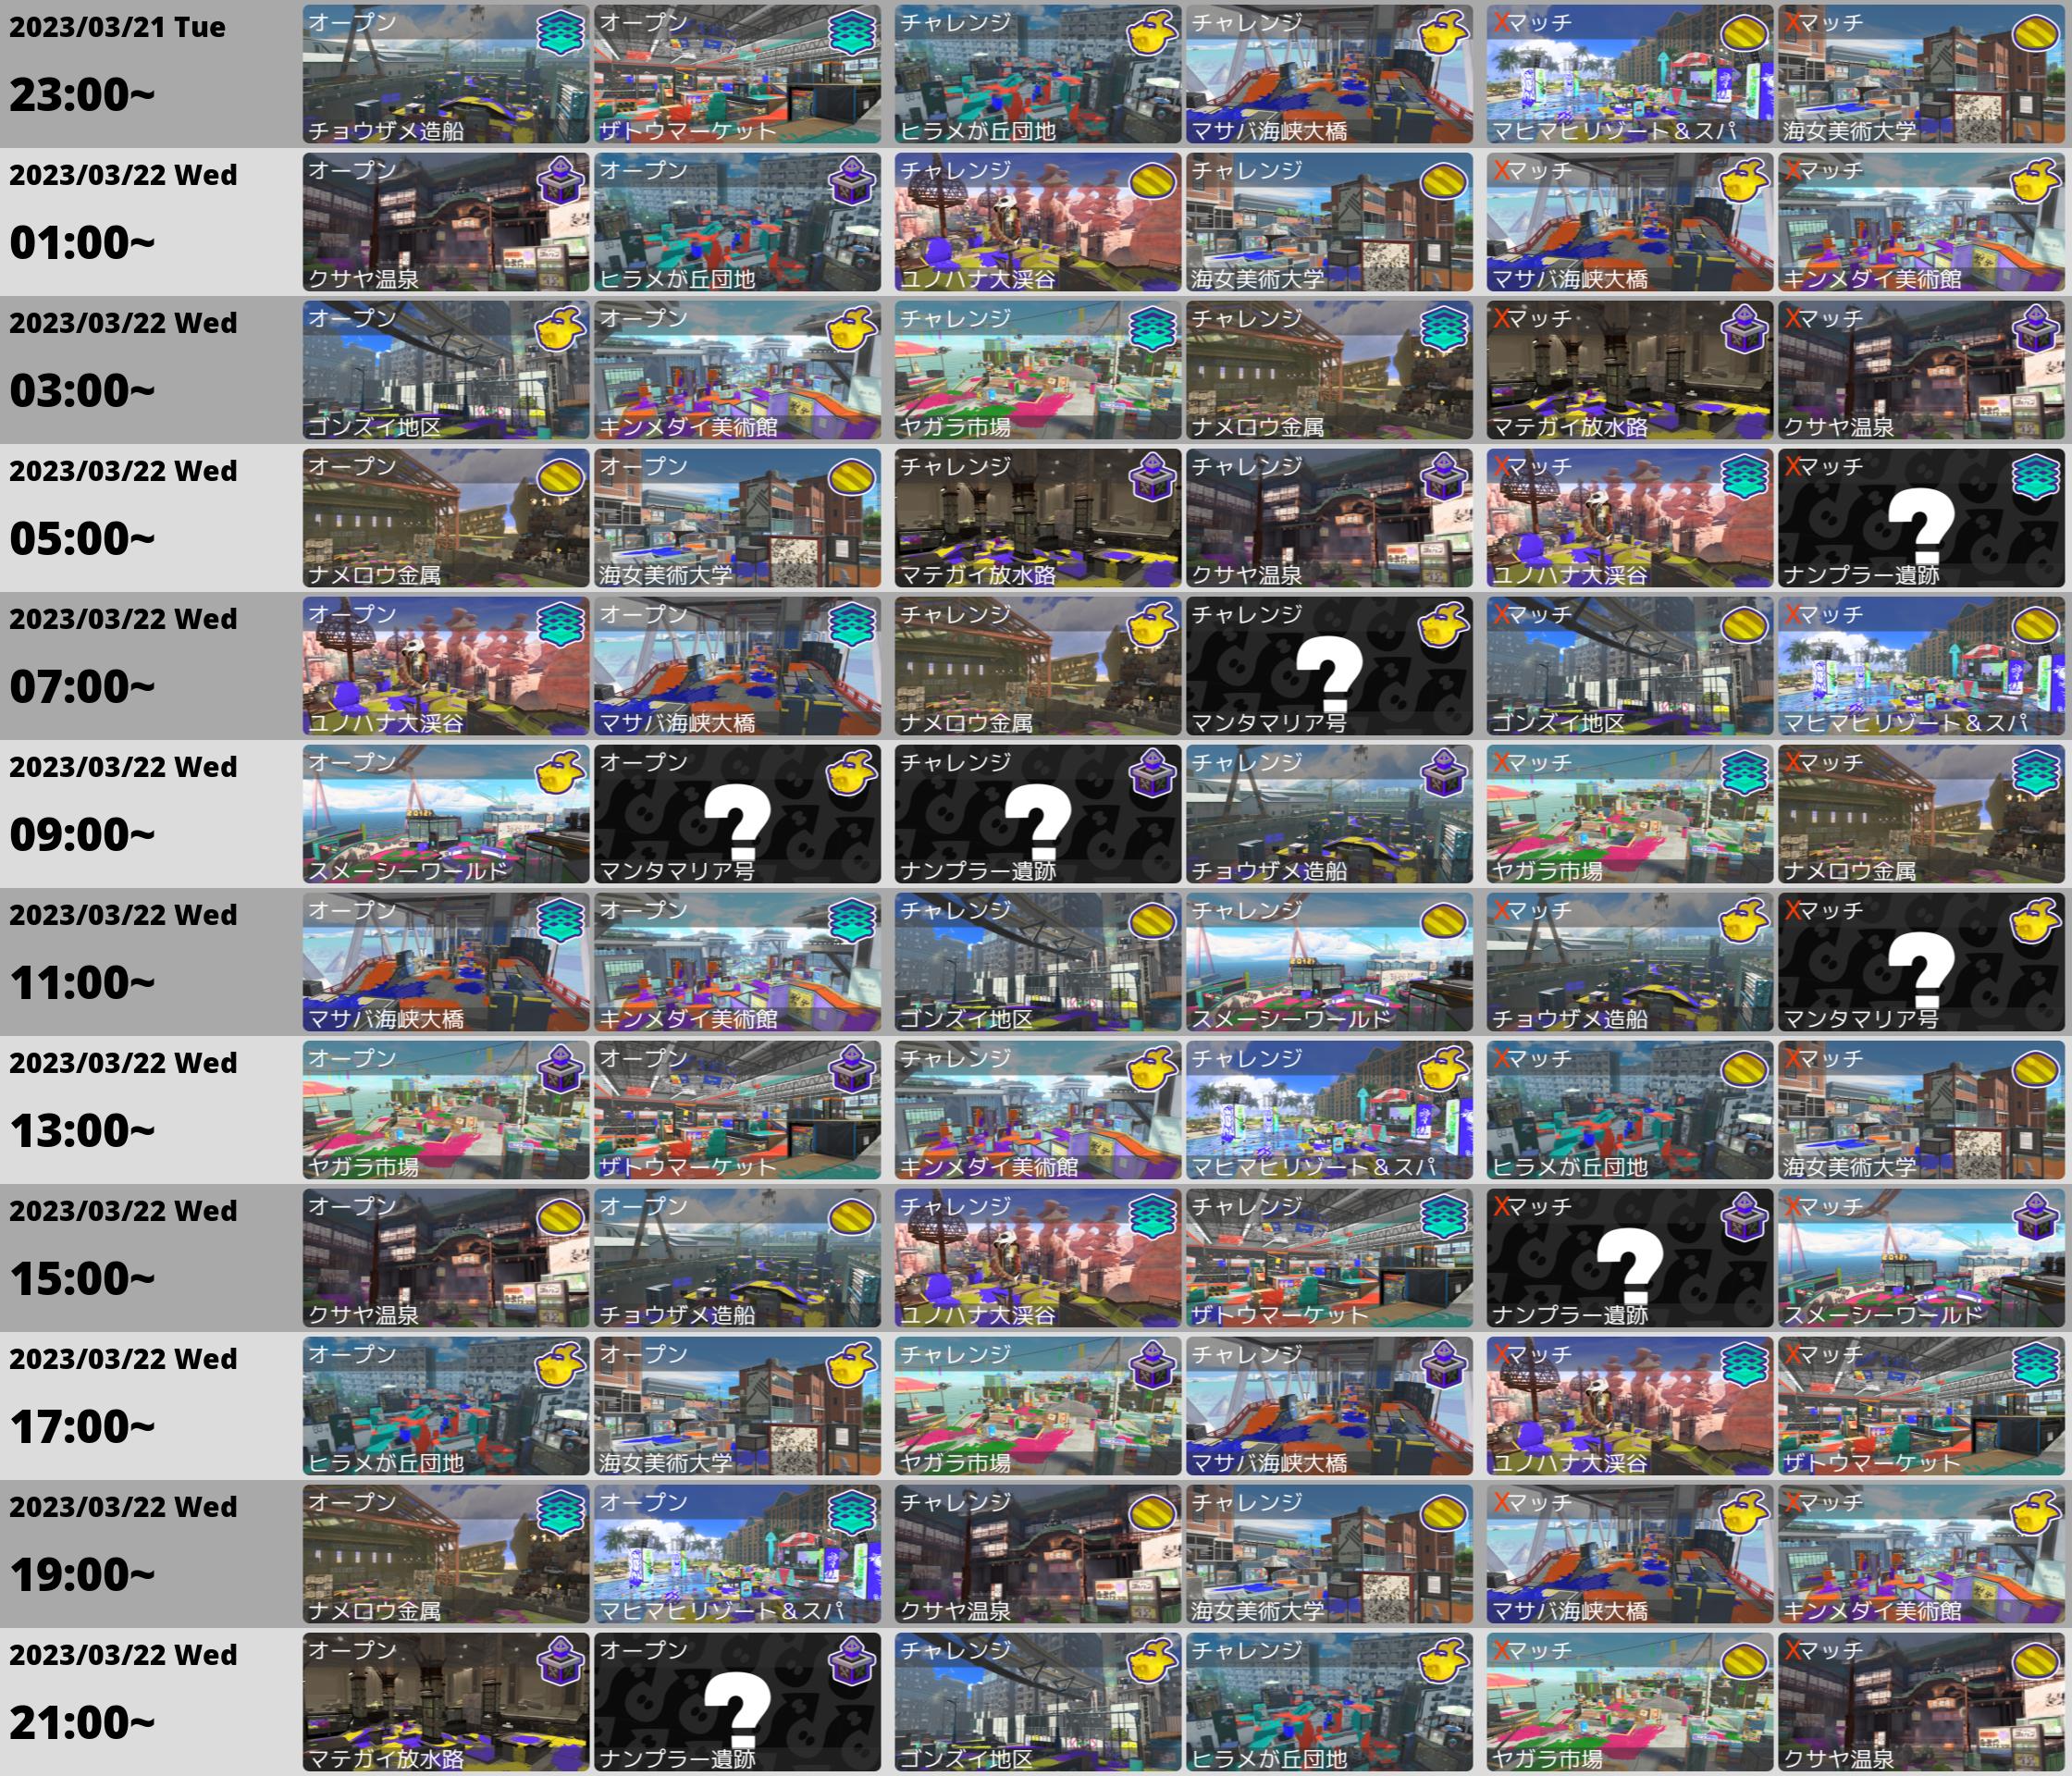 2023/03/21 Tue
23:00~
オープン オープン チャレンジ チャレンジ Xマッチ Xマッチ
チョウザメ造船 ザトウマーケット ヒラメが丘団地 マサバ海峡大橋 マヒマヒリゾート＆スパ 海女美術大学
2023/03/22 Wed
01:00~
オープン オープン チャレンジ チャレンジ Xマッチ Xマッチ
クサヤ温泉 ヒラメが丘団地 ユノハナ大渓谷 海女美術大学 マサバ海峡大橋 キンメダイ美術館
2023/03/22 Wed
03:00~
オープン オープン チャレンジ チャレンジ Xマッチ Xマッチ
ゴンズイ地区 キンメダイ美術館 ヤガラ市場 ナメロウ金属 マテガイ放水路 クサヤ温泉
2023/03/22 Wed
05:00~
オープン オープン チャレンジ チャレンジ Xマッチ Xマッチ
?
ナメロウ金属 海女美術大学 マテガイ放水路 クサヤ温泉 ユノハナ大渓谷 ナンプラー遺跡
2023/03/22 Wed
07:00~
オープン オープン チャレンジ チャレンジ Xマッチ Xマッチ
?
ユノハナ大渓谷 マサバ海峡大橋 ナメロウ金属 マンタマリア号 ゴンズイ地区 マヒマヒリゾート＆スパ
2023/03/22 Wed
09:00~
オープン オープン チャレンジ チャレンジ Xマッチ Xマッチ
? ?
スメーシーワールド マンタマリア号 ナンプラー遺跡 チョウザメ造船 ヤガラ市場 ナメロウ金属
2023/03/22 Wed
11:00~
オープン オープン チャレンジ チャレンジ Xマッチ Xマッチ
?
マサバ海峡大橋 キンメダイ美術館 ゴンズイ地区 スメーシーワールド チョウザメ造船 マンタマリア号
2023/03/22 Wed
13:00~
オープン オープン チャレンジ チャレンジ Xマッチ Xマッチ
ヤガラ市場 ザトウマーケット キンメダイ美術館 マヒマヒリゾート＆スパ ヒラメが丘団地 海女美術大学
2023/03/22 Wed
15:00~
オープン オープン チャレンジ チャレンジ Xマッチ Xマッチ
?
クサヤ温泉 チョウザメ造船 ユノハナ大渓谷 ザトウマーケット ナンプラー遺跡 スメーシーワールド
2023/03/22 Wed
17:00~
オープン オープン チャレンジ チャレンジ Xマッチ Xマッチ
ヒラメが丘団地 海女美術大学 ヤガラ市場 マサバ海峡大橋 ユノハナ大渓谷 ザトウマーケット
2023/03/22 Wed
19:00~
オープン オープン チャレンジ チャレンジ Xマッチ Xマッチ
ナメロウ金属 マヒマヒリゾート＆スパ クサヤ温泉 海女美術大学 マサバ海峡大橋 キンメダイ美術館
2023/03/22 Wed
21:00~
オープン オープン チャレンジ チャレンジ Xマッチ Xマッチ
?
マテガイ放水路 ナンプラー遺跡 ゴンズイ地区 ヒラメが丘団地 ヤガラ市場 クサヤ温泉